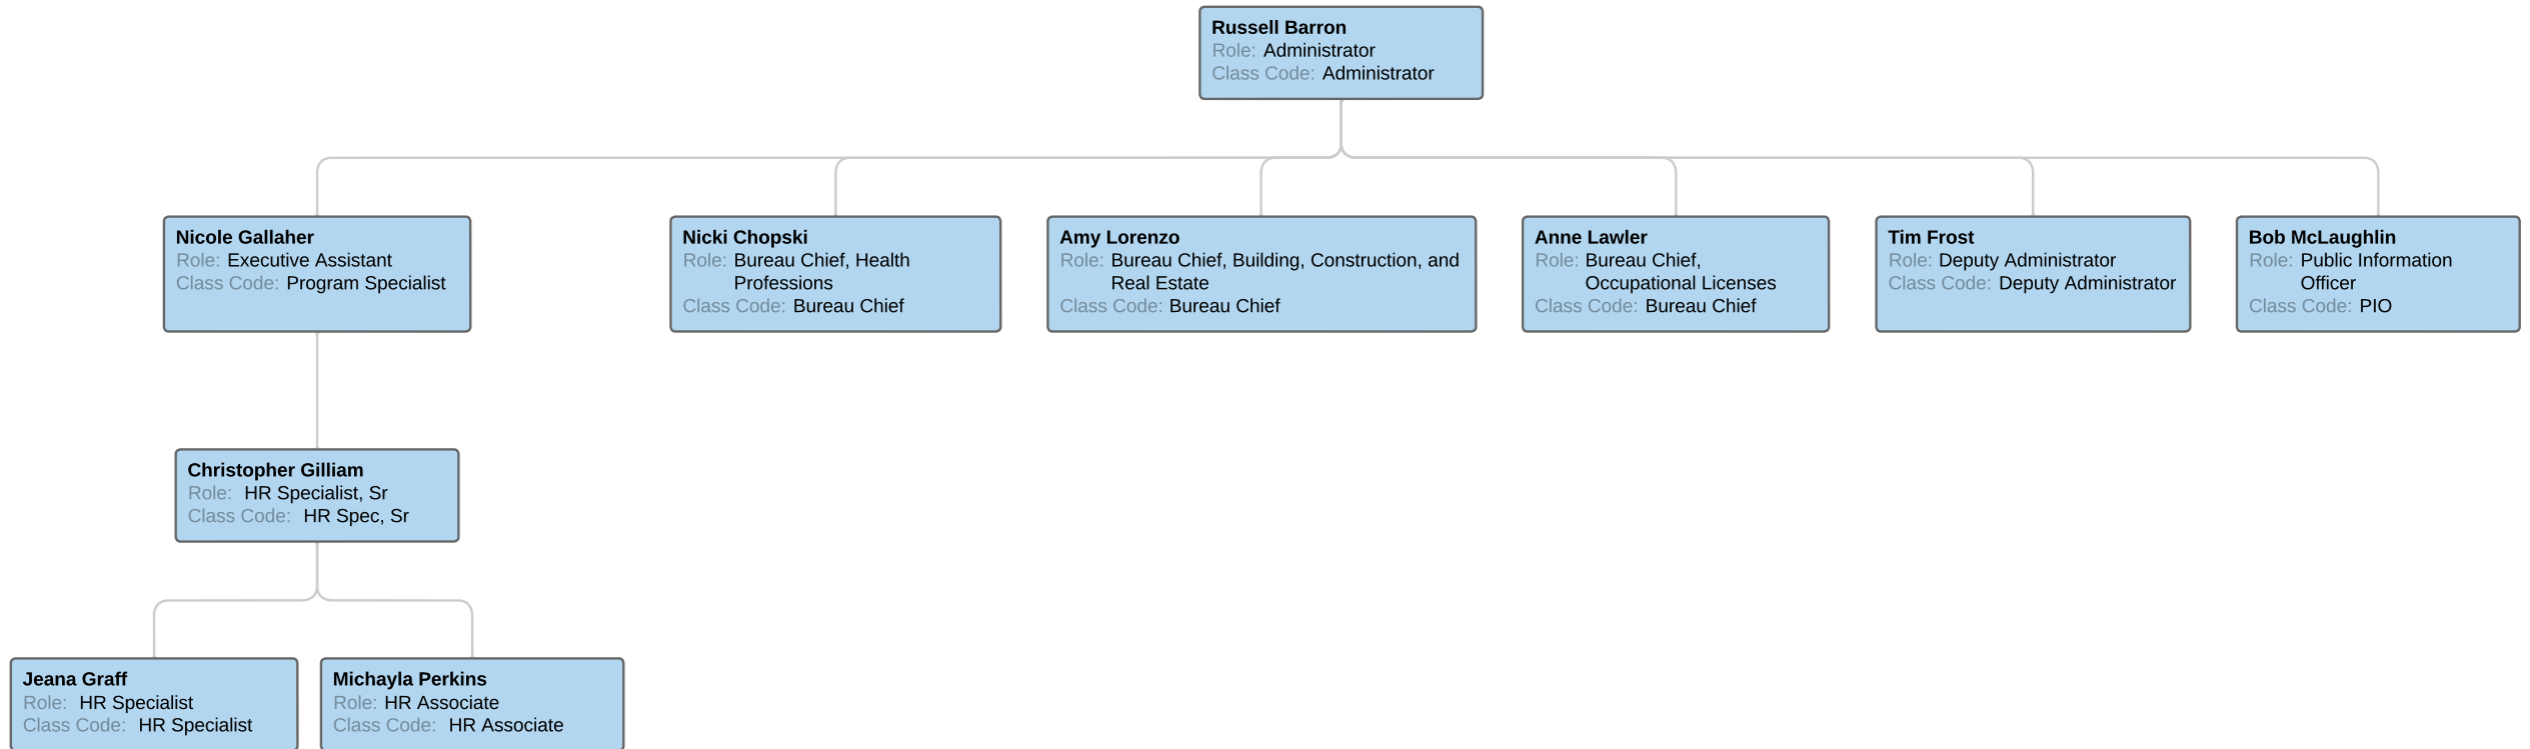 Russell Barron
Role: Administrator
Class Code: Administrator
Nicole Gallaher
Role: Executive Assistant
Class Code: Program Specialist
Nicki Chopski
Role: Bureau Chief, Health
Professions
Class Code: Bureau Chief
Amy Lorenzo
Role: Bureau Chief, Building, Construction, and
Real Estate
Class Code: Bureau Chief
Anne Lawler
Role: Bureau Chief,
Occupational Licenses
Class Code: Bureau Chief
Tim Frost
Role: Deputy Administrator
Class Code: Deputy Administrator
Bob McLaughlin
Role: Public Information
Officer
Class Code: PIO
Christopher Gilliam
Role: HR Specialist, Sr
Class Code: HR Spec, Sr
Jeana Graff
Role: HR Specialist
Class Code: HR Specialist
Michayla Perkins
Role: HR Associate
Class Code: HR Associate